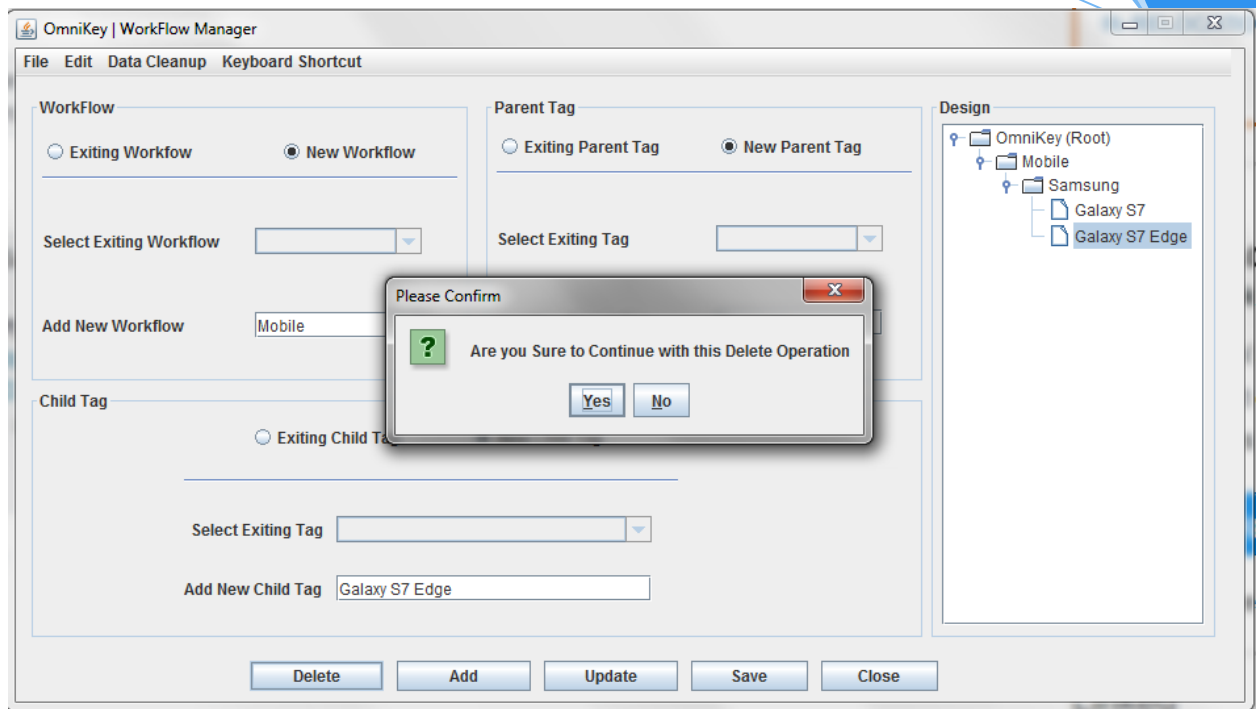 OmniKey | WorkFlow Manager
File Edit Data Cleanup Keyboard Shortcut
WorkFlow
Exiting Workfow New Workflow
Select Exiting Workflow
Add New Workflow Mobile
Parent Tag
Exiting Parent Tag New Parent Tag
Select Exiting Tag
Design
OmniKey (Root)
Mobile
Samsung
Galaxy S7
Galaxy S7 Edge
Please Confirm
Are you Sure to Continue with this Delete Operation
Yes No
Child Tag
Exiting Child
Select Exiting Tag
Add New Child Tag Galaxy S7 Edge
Delete Add Update Save Close